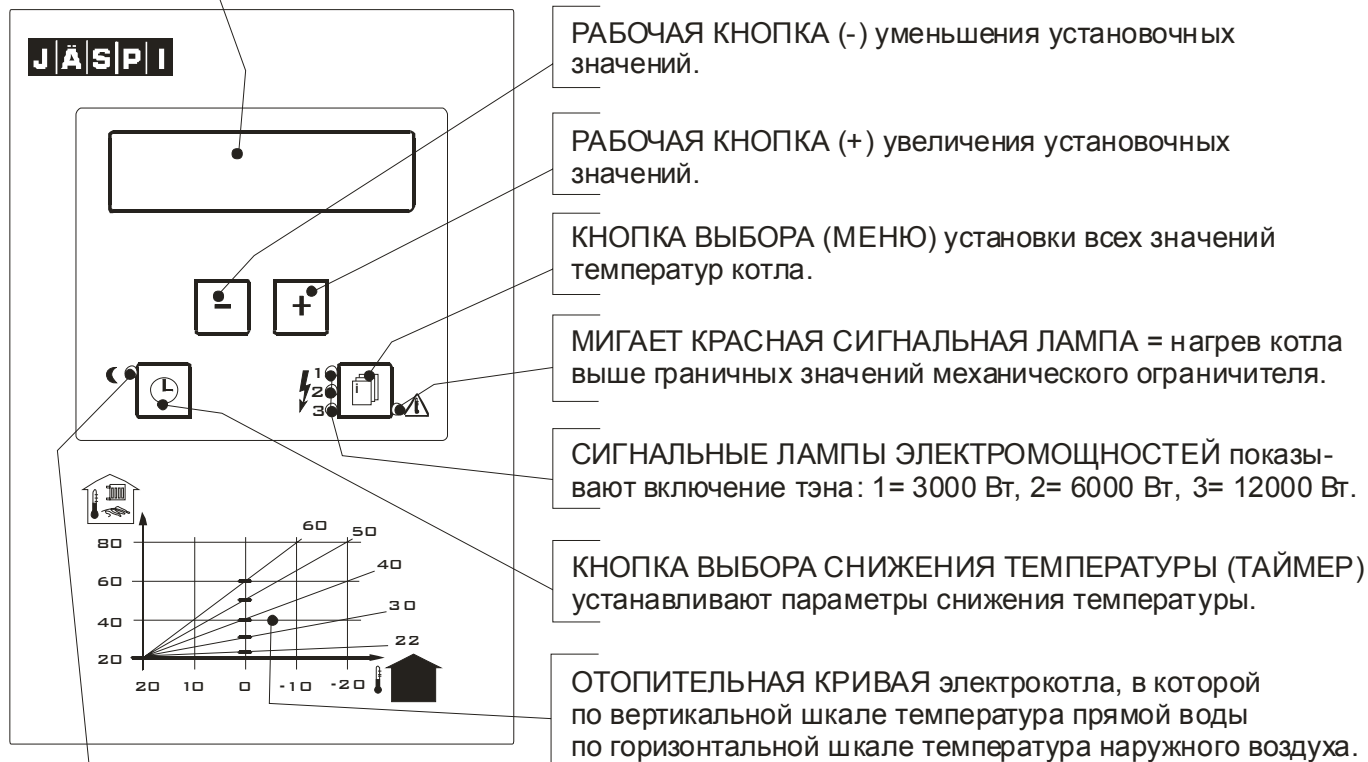 JÄSPI
РАБОЧАЯ КНОПКА (-) уменьшения установочных
значений.
РАБОЧАЯ КНОПКА (+) увеличения установочных
значений.
- +
КНОПКА ВЫБОРА (МЕНЮ) установки всех значений
температур котла.
1
2
3
i
МИГАЕТ КРАСНАЯ СИГНАЛЬНАЯ ЛАМПА = нагрев котла
выше граничных значений механического ограничителя.
СИГНАЛЬНЫЕ ЛАМПЫ ЭЛЕКТРОМОЩНОСТЕЙ показы-
вают включение тэна: 1= 3000 Вт, 2= 6000 Вт, 3= 12000 Вт.
КНОПКА ВЫБОРА СНИЖЕНИЯ ТЕМПЕРАТУРЫ (ТАЙМЕР)
устанавливают параметры снижения температуры.
ОТОПИТЕЛЬНАЯ КРИВАЯ электрокотла, в которой
по вертикальной шкале температура прямой воды
по горизонтальной шкале температура наружного воздуха.
60 50
80
40
60
30
40
22
20
20 10 0 -10 -20